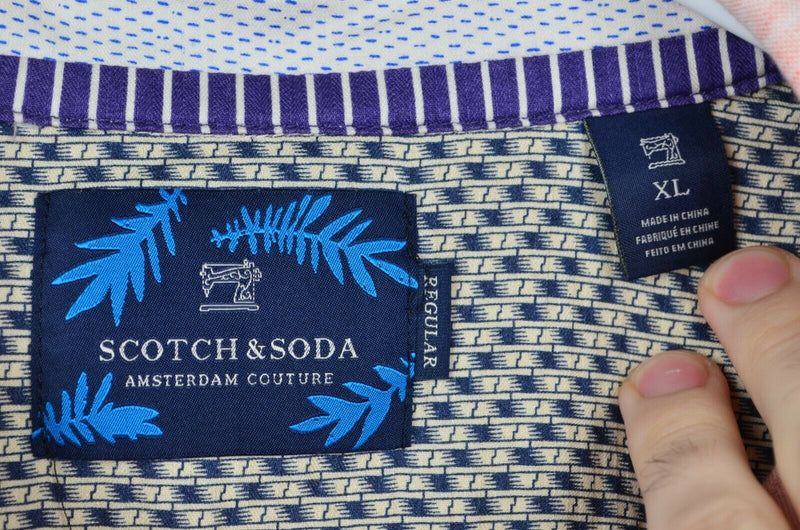 SCOTCH & SODA
AMSTERDAM COUTURE
REGULAR
XL
MADE IN CHINA
FABRIQUÉ EN CHINE
FEITO EM CHINA